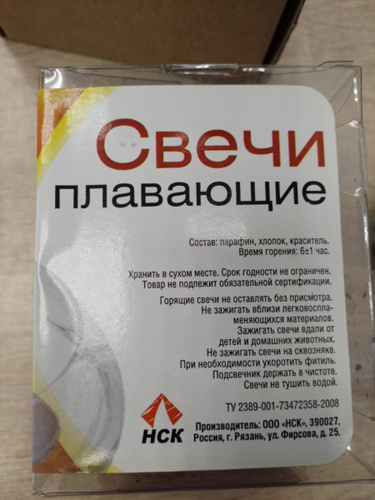 Свечи
плавающие
Состав: парафин, хлопок, краситель.
Время горения: 6±1 час.
Хранить в сухом месте. Срок годности не ограничен.
Товар не подлежит обязательной сертификации.
Горящие свечи не оставлять без присмотра.
Не зажигать вблизи легковоспла-
меняющихся материалов.
Зажигать свечи вдали от
детей и домашних животных.
Не зажигать свечи на сквозняке.
При необходимости укоротить фитиль.
Подсвечник держать в чистоте.
Свечи не тушить водой.
ТУ 2389-001-73472358-2008
НСК
Производитель: ООО «НСК», 390027,
Россия, г. Рязань, ул. Фирсова, д. 25.